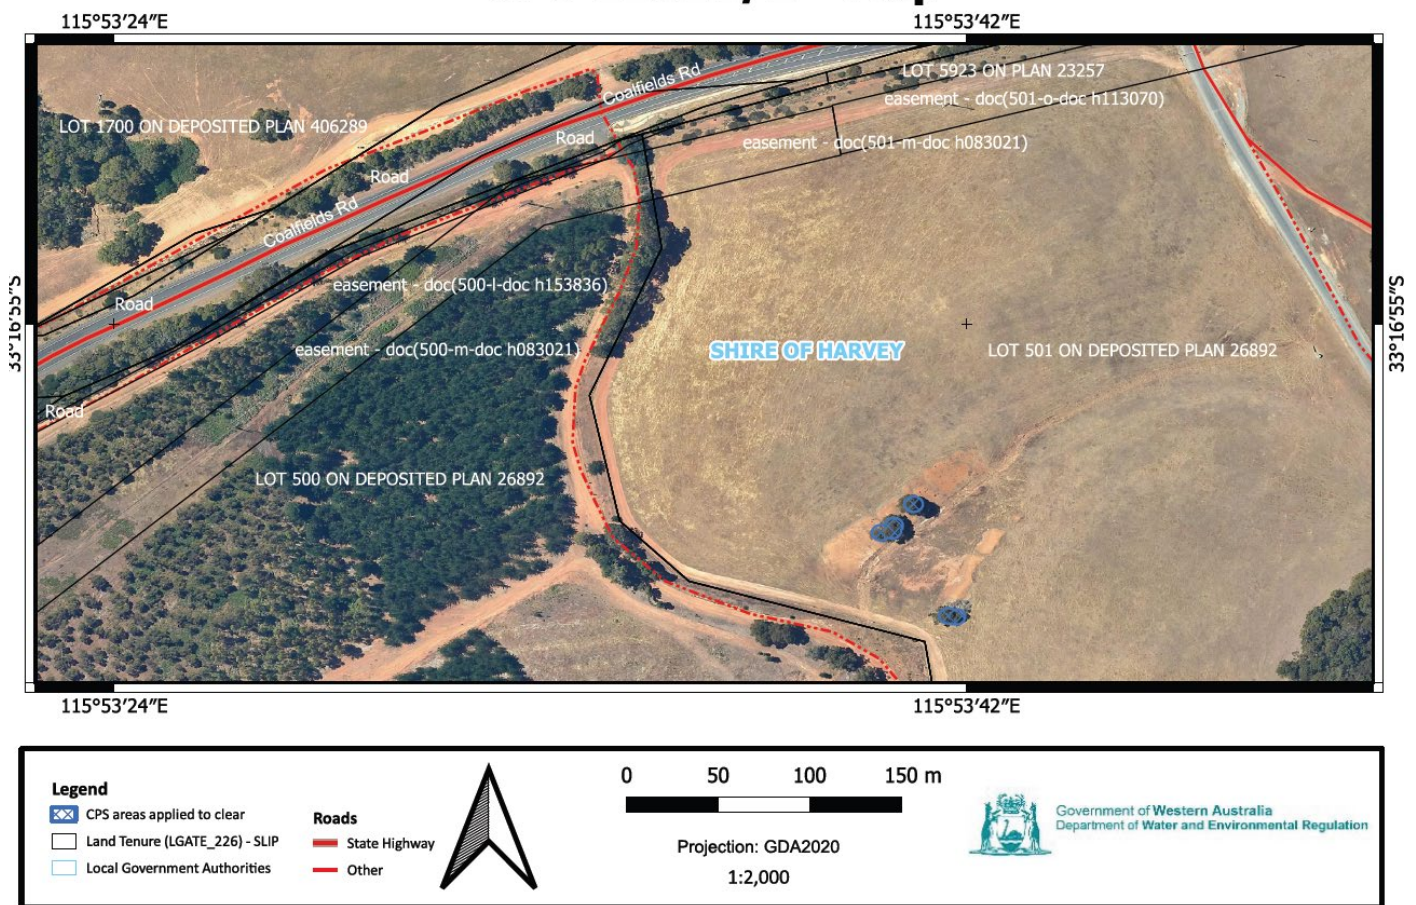 115°53′24″E
115°53′42″E
LOT 5923 ON PLAN 23257
Coalfields Rd
easement - doc(501-o-doc h113070)
LOT 1700 ON DEPOSITED PLAN 406289
Road
easement - doc(501-m-doc h083021)
Road
Coalfields Rd
33°16′55″S
33°16′55″S
easement - doc(500-l-doc h153836)
Road
easement - doc(500-m-doc h083021)
SHIRE OF HARVEY
LOT 501 ON DEPOSITED PLAN 26892
Road
LOT 500 ON DEPOSITED PLAN 26892
115°53′24″E
115°53′42″E
Legend
CPS areas applied to clear
Land Tenure (LGATE_226) - SLIP
Local Government Authorities
Roads
State Highway
Other
0 50 100 150 m
Projection: GDA2020
1:2,000
Government of Western Australia
Department of Water and Environmental Regulation